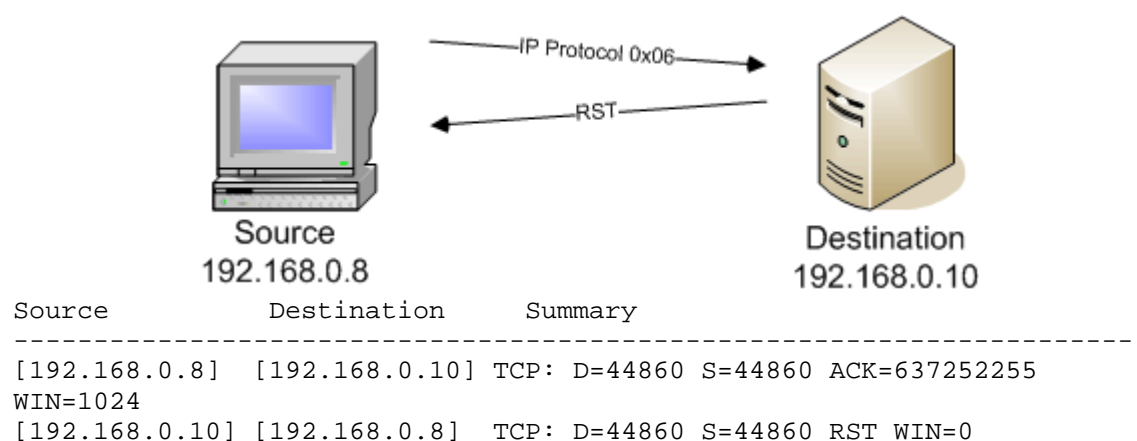 IP Protocol 0x06
RST
Source
192.168.0.8
Destination
192.168.0.10
Source Destination Summary
----------------------------------------------------------------------
[192.168.0.8] [192.168.0.10] TCP: D=44860 S=44860 ACK=637252255
WIN=1024
[192.168.0.10] [192.168.0.8] TCP: D=44860 S=44860 RST WIN=0